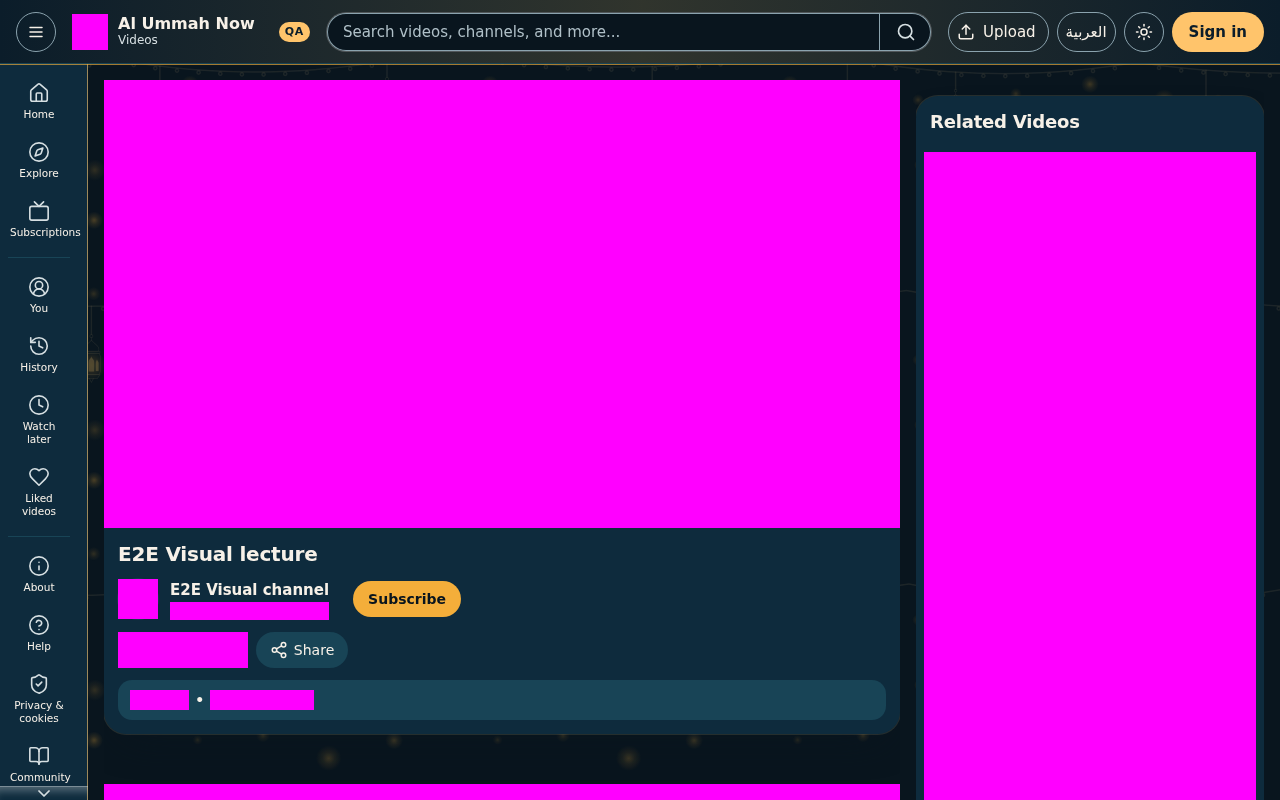 Al Ummah Now
Videos
QA
Search videos, channels, and more...
Upload
العربية
Sign in
Home
Explore
Subscriptions
You
History
Watch
later
Liked
videos
About
Help
Privacy &
cookies
Community
E2E Visual lecture
E2E Visual channel
Subscribe
Share
•
Related Videos